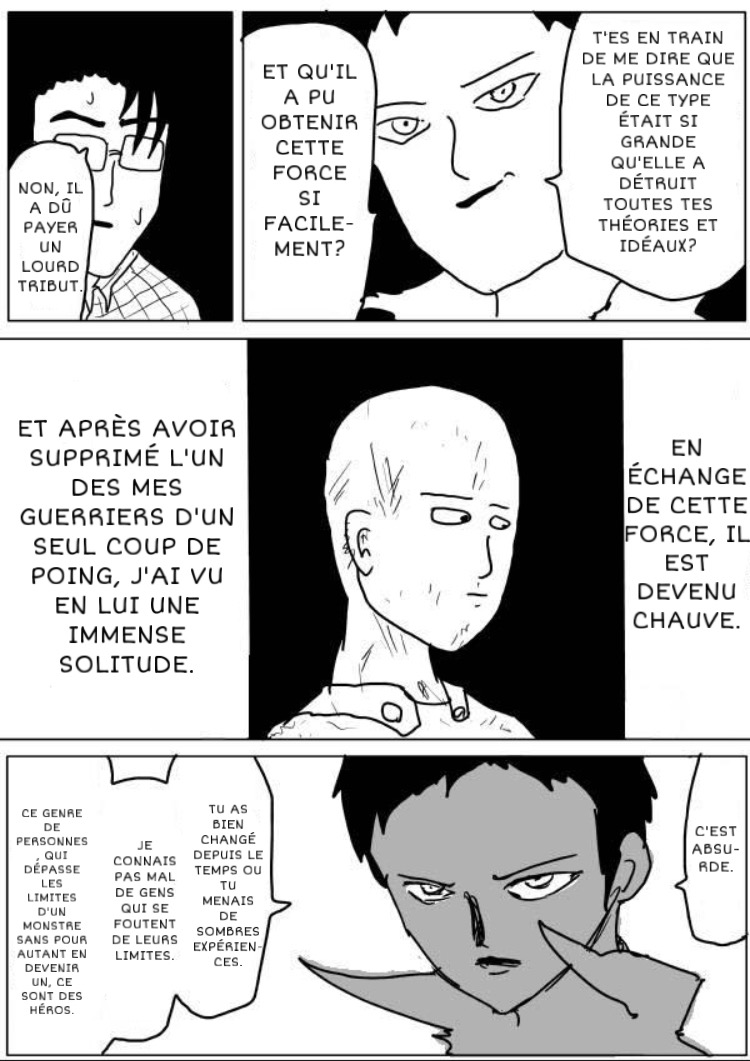 T'ES EN TRAIN
DE ME DIRE QUE
LA PUISSANCE
DE CE TYPE
ÉTAIT SI
GRANDE
QU'ELLE A
DÉTRUIT
TOUTES TES
THÉORIES ET
IDÉAUX?
ET QU'IL
A PU
OBTENIR
CETTE
FORCE
SI
FACILE-
MENT?
NON, IL
A DÛ
PAYER
UN
LOURD
TRIBUT.
EN
ÉCHANGE
DE CETTE
FORCE, IL
EST
DEVENU
CHAUVE.
ET APRÈS AVOIR
SUPPRIMÉ L'UN
DES MES
GUERRIERS D'UN
SEUL COUP DE
POING, J'AI VU
EN LUI UNE
IMMENSE
SOLITUDE.
C'EST
ABSU-
RDE.
TU AS
BIEN
CHANGÉ
DEPUIS LE
TEMPS OU
TU
MENAIS
DE
SOMBRES
EXPÉRIEN-
CES.
JE
CONNAIS
PAS MAL
DE GENS
QUI SE
FOUTENT
DE LEURS
LIMITES.
CE GENRE
DE
PERSONNES
, QUI
DÉPASSE
LES
LIMITES
D'UN
MONSTRE
SANS POUR
AUTANT EN
DEVENIR
UN, CE
SONT DES
HÉROS.